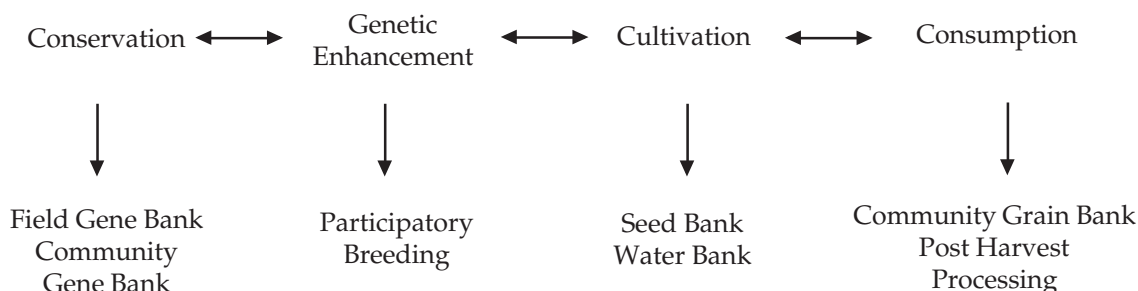 Conservation
Genetic
Enhancement
Cultivation
Consumption
Field Gene Bank
Community
Gene Bank
Participatory
Breeding
Seed Bank
Water Bank
Community Grain Bank
Post Harvest
Processing